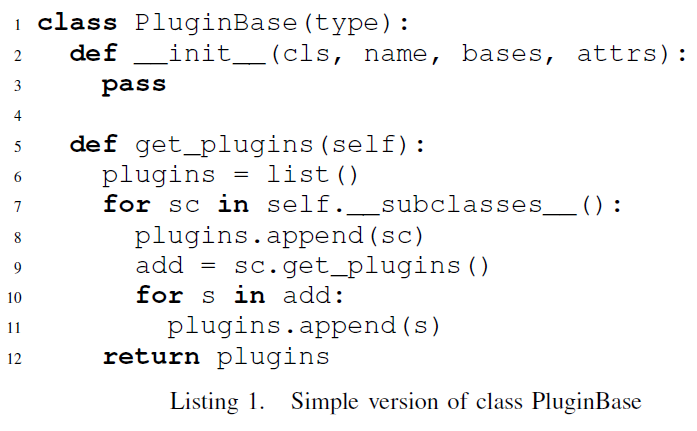 1 class PluginBase(type):
2   def __init__(cls, name, bases, attrs):
3     pass
4
5   def get_plugins(self):
6     plugins = list()
7     for sc in self.__subclasses__():
8       plugins.append(sc)
9       add = sc.get_plugins()
10       for s in add:
11         plugins.append(s)
12     return plugins
Listing 1. Simple version of class PluginBase